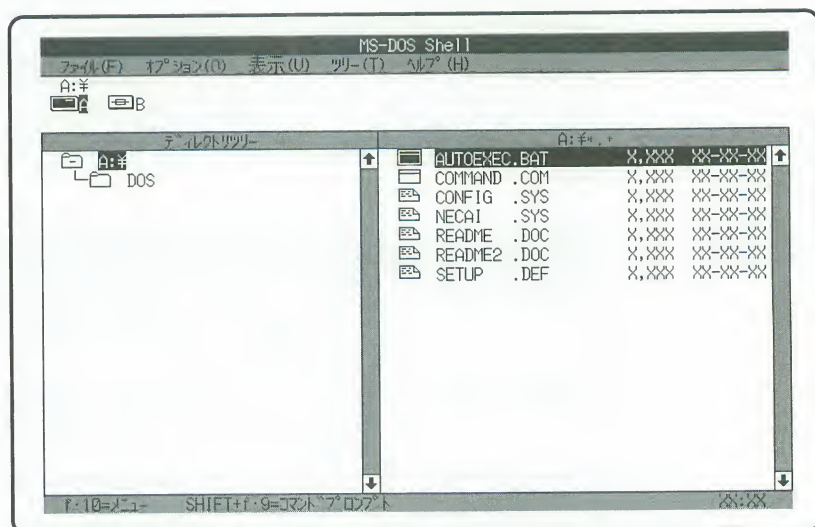 MS-DOS Shell
ファイル(F) オプション(O) 表示(U) ツリー(T) ヘルプ(H)
A:¥
A B
ディレクトリツリー
A:¥
DOS
A:¥*.*
AUTOEXEC.BAT X,XXX XX-XX-XX
COMMAND .COM X,XXX XX-XX-XX
CONFIG .SYS X,XXX XX-XX-XX
NECAI .SYS X,XXX XX-XX-XX
README .DOC X,XXX XX-XX-XX
README2 .DOC X,XXX XX-XX-XX
SETUP .DEF X,XXX XX-XX-XX
f・10=メニュー SHIFT+f・9=コマンドプロンプト XX:XX